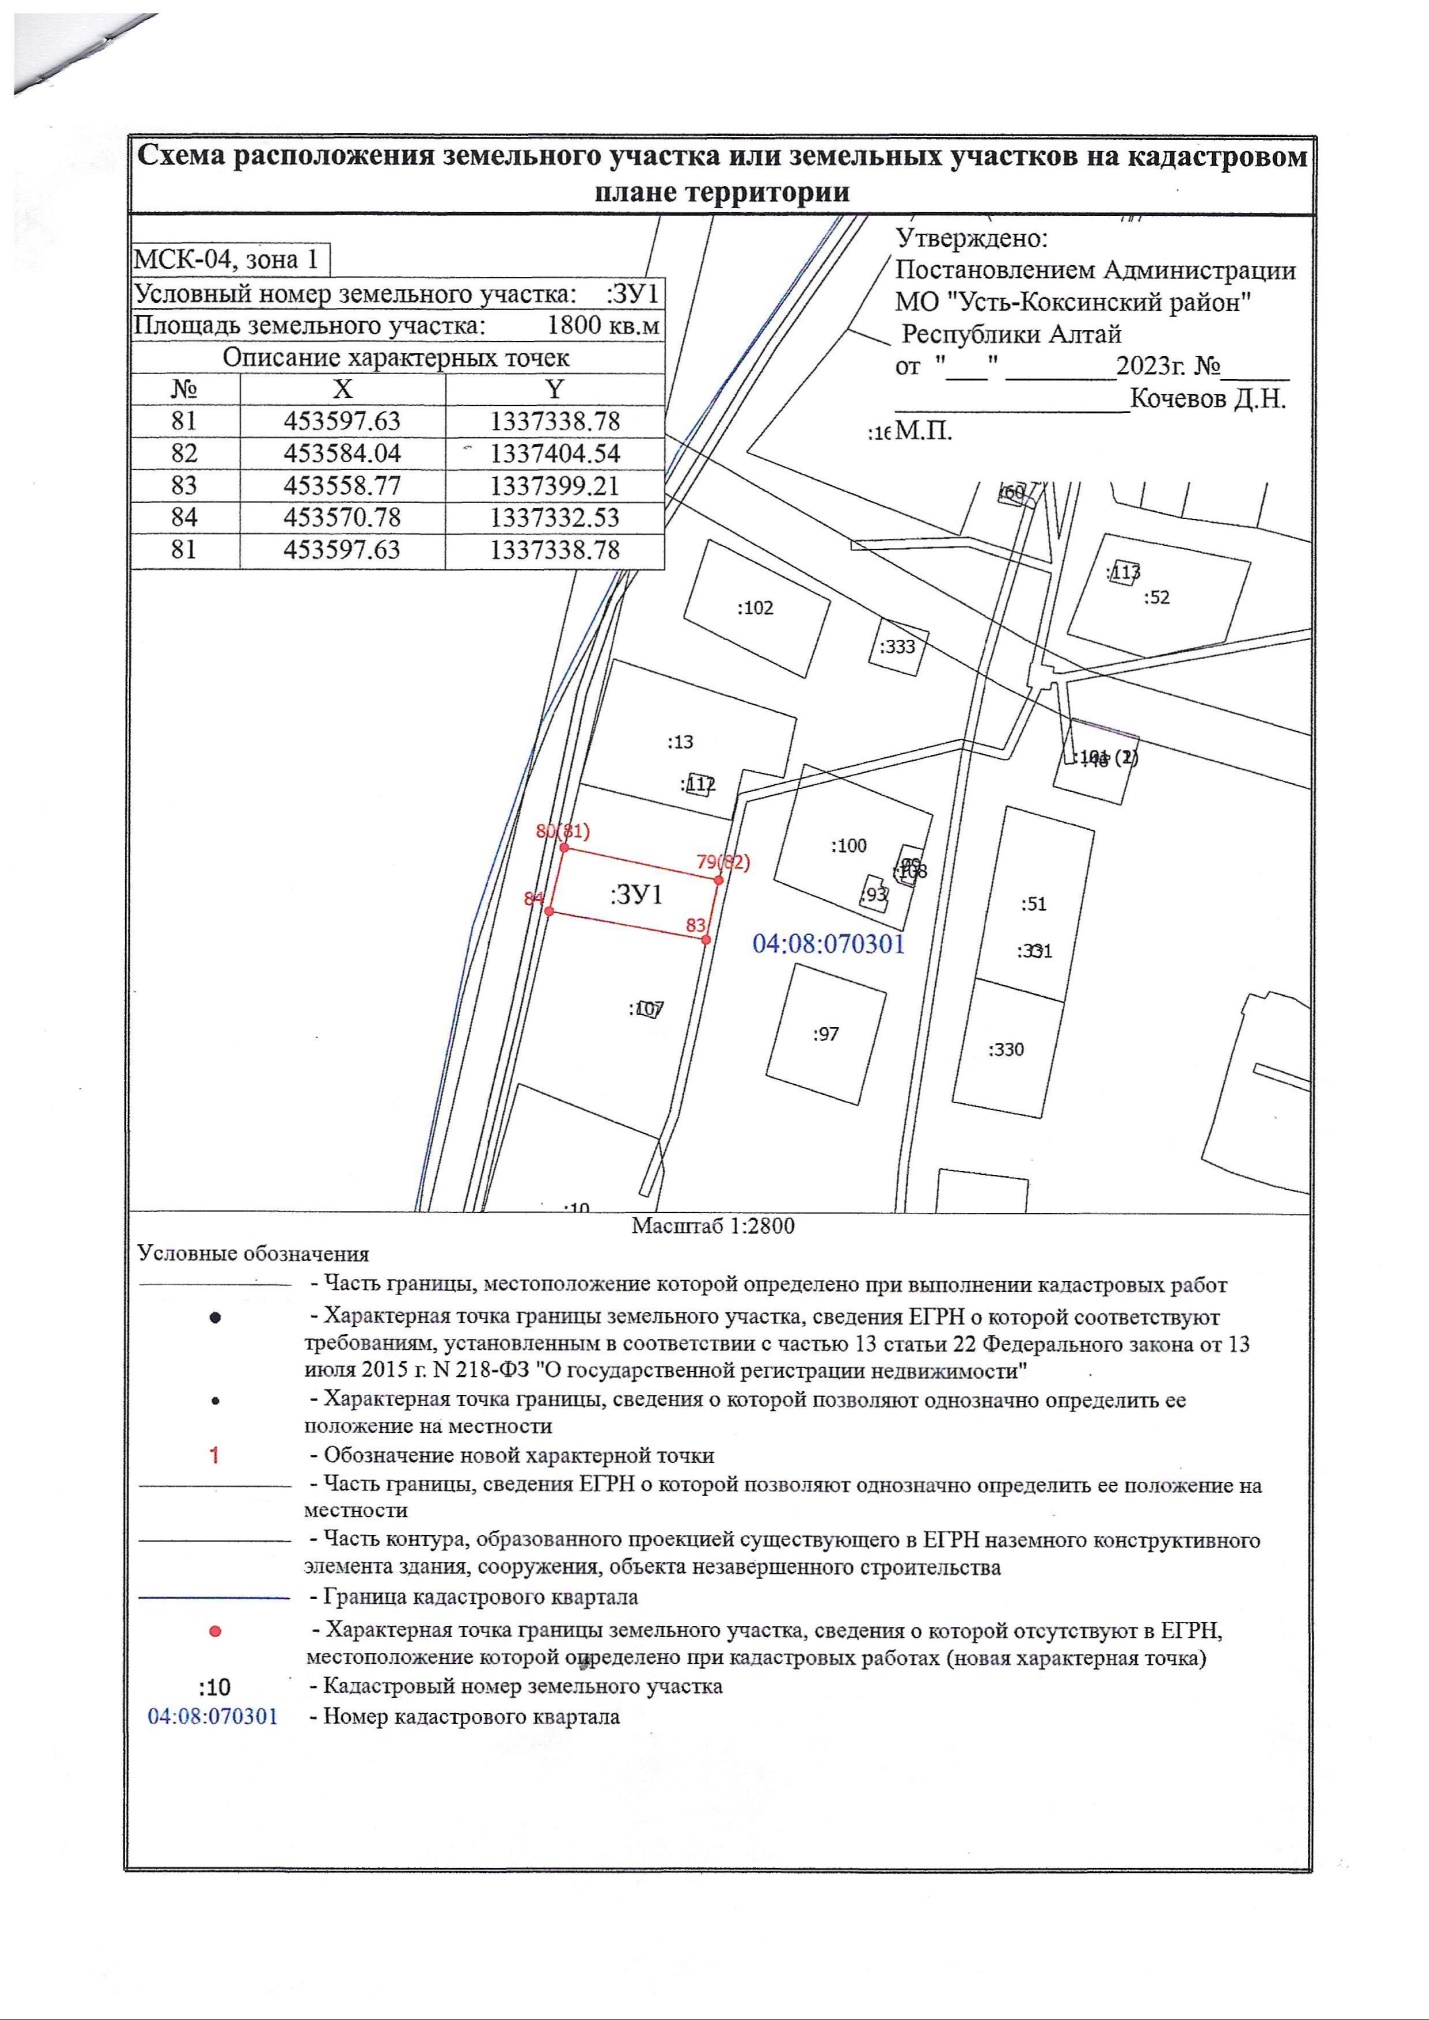 Схема расположения земельного участка или земельных участков на кадастровом
плане территории
МСК-04, зона 1
Условный номер земельного участка: :ЗУ1
Площадь земельного участка: 1800 кв.м
Описание характерных точек
№ X Y
81 453597.63 1337338.78
82 453584.04 1337404.54
83 453558.77 1337399.21
84 453570.78 1337332.53
81 453597.63 1337338.78
Утверждено:
Постановлением Администрации
МО "Усть-Коксинский район"
Республики Алтай
от "___" ________2023г. №_____
_________________Кочевов Д.Н.
М.П.
:60
:113
:52
:102
:333
:13
:112
80(81)
79(82)
:ЗУ1
84
83
:100
:108
:93
04:08:070301
:51
:331
:107
:97
:330
:10
Масштаб 1:2800
Условные обозначения
- Часть границы, местоположение которой определено при выполнении кадастровых работ
- Характерная точка границы земельного участка, сведения ЕГРН о которой соответствуют
требованиям, установленным в соответствии с частью 13 статьи 22 Федерального закона от 13
июля 2015 г. N 218-ФЗ "О государственной регистрации недвижимости"
- Характерная точка границы, сведения о которой позволяют однозначно определить ее
положение на местности
1 - Обозначение новой характерной точки
- Часть границы, сведения ЕГРН о которой позволяют однозначно определить ее положение на
местности
- Часть контура, образованного проекцией существующего в ЕГРН наземного конструктивного
элемента здания, сооружения, объекта незавершенного строительства
- Граница кадастрового квартала
- Характерная точка границы земельного участка, сведения о которой отсутствуют в ЕГРН,
местоположение которой определено при кадастровых работах (новая характерная точка)
:10 - Кадастровый номер земельного участка
04:08:070301 - Номер кадастрового квартала